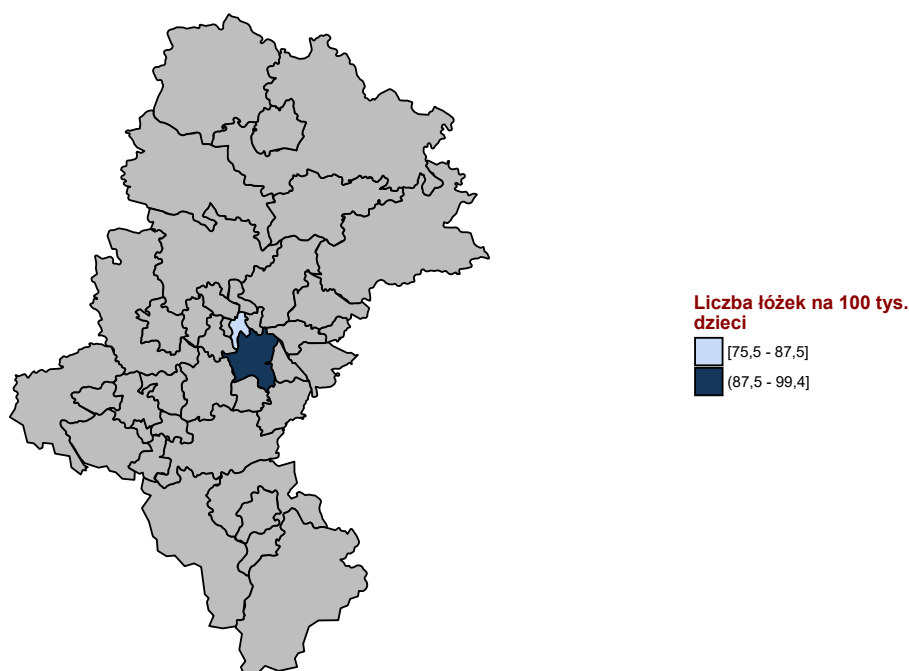 Liczba łóżek na 100 tys.
dzieci
[75,5 - 87,5]
(87,5 - 99,4]